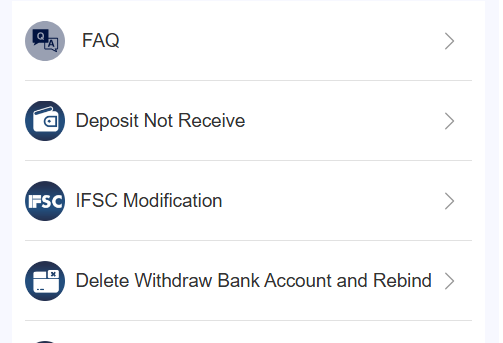 Q
A
FAQ
Deposit Not Receive
IFSC
IFSC Modification
Delete Withdraw Bank Account and Rebind